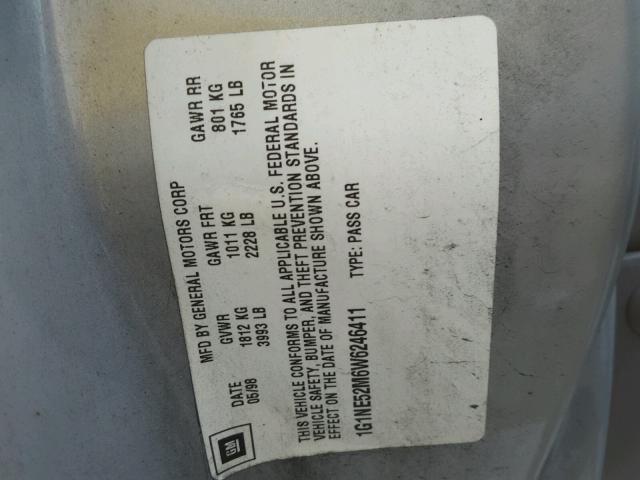 GM
MFD BY GENERAL MOTORS CORP
DATE GVWR GAWR FRT GAWR RR
05/98 1812 KG 1011 KG 801 KG
3993 LB 2228 LB 1765 LB
THIS VEHICLE CONFORMS TO ALL APPLICABLE U.S. FEDERAL MOTOR
VEHICLE SAFETY, BUMPER, AND THEFT PREVENTION STANDARDS IN
EFFECT ON THE DATE OF MANUFACTURE SHOWN ABOVE.
1G1NE52M6W6246411 TYPE: PASS CAR